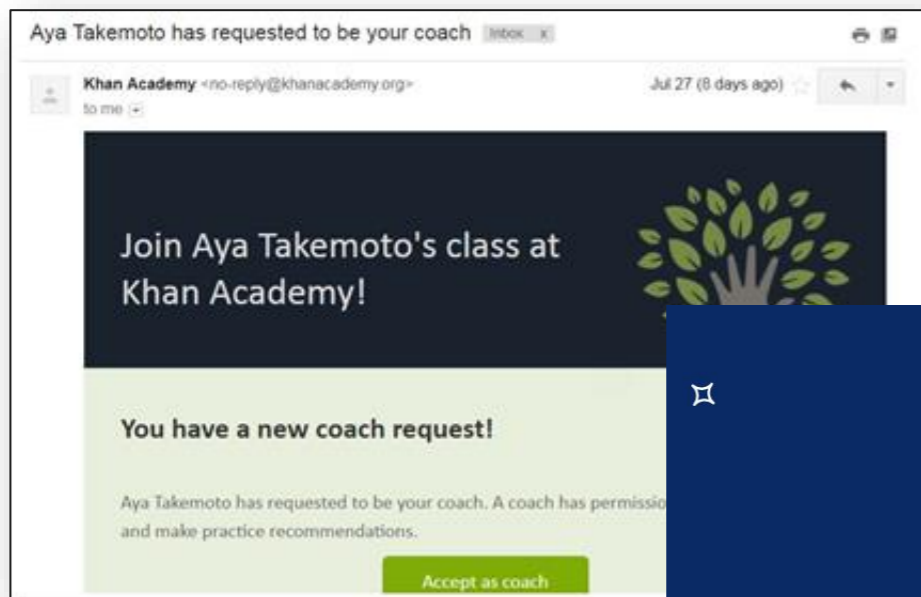 Aya Takemoto has requested to be your coach Inbox x
Khan Academy <no-reply@khanacademy.org> Jul 27 (8 days ago)
to me
Join Aya Takemoto's class at
Khan Academy!
You have a new coach request!
Aya Takemoto has requested to be your coach. A coach has
and make practice recommendations.
Accept as coach